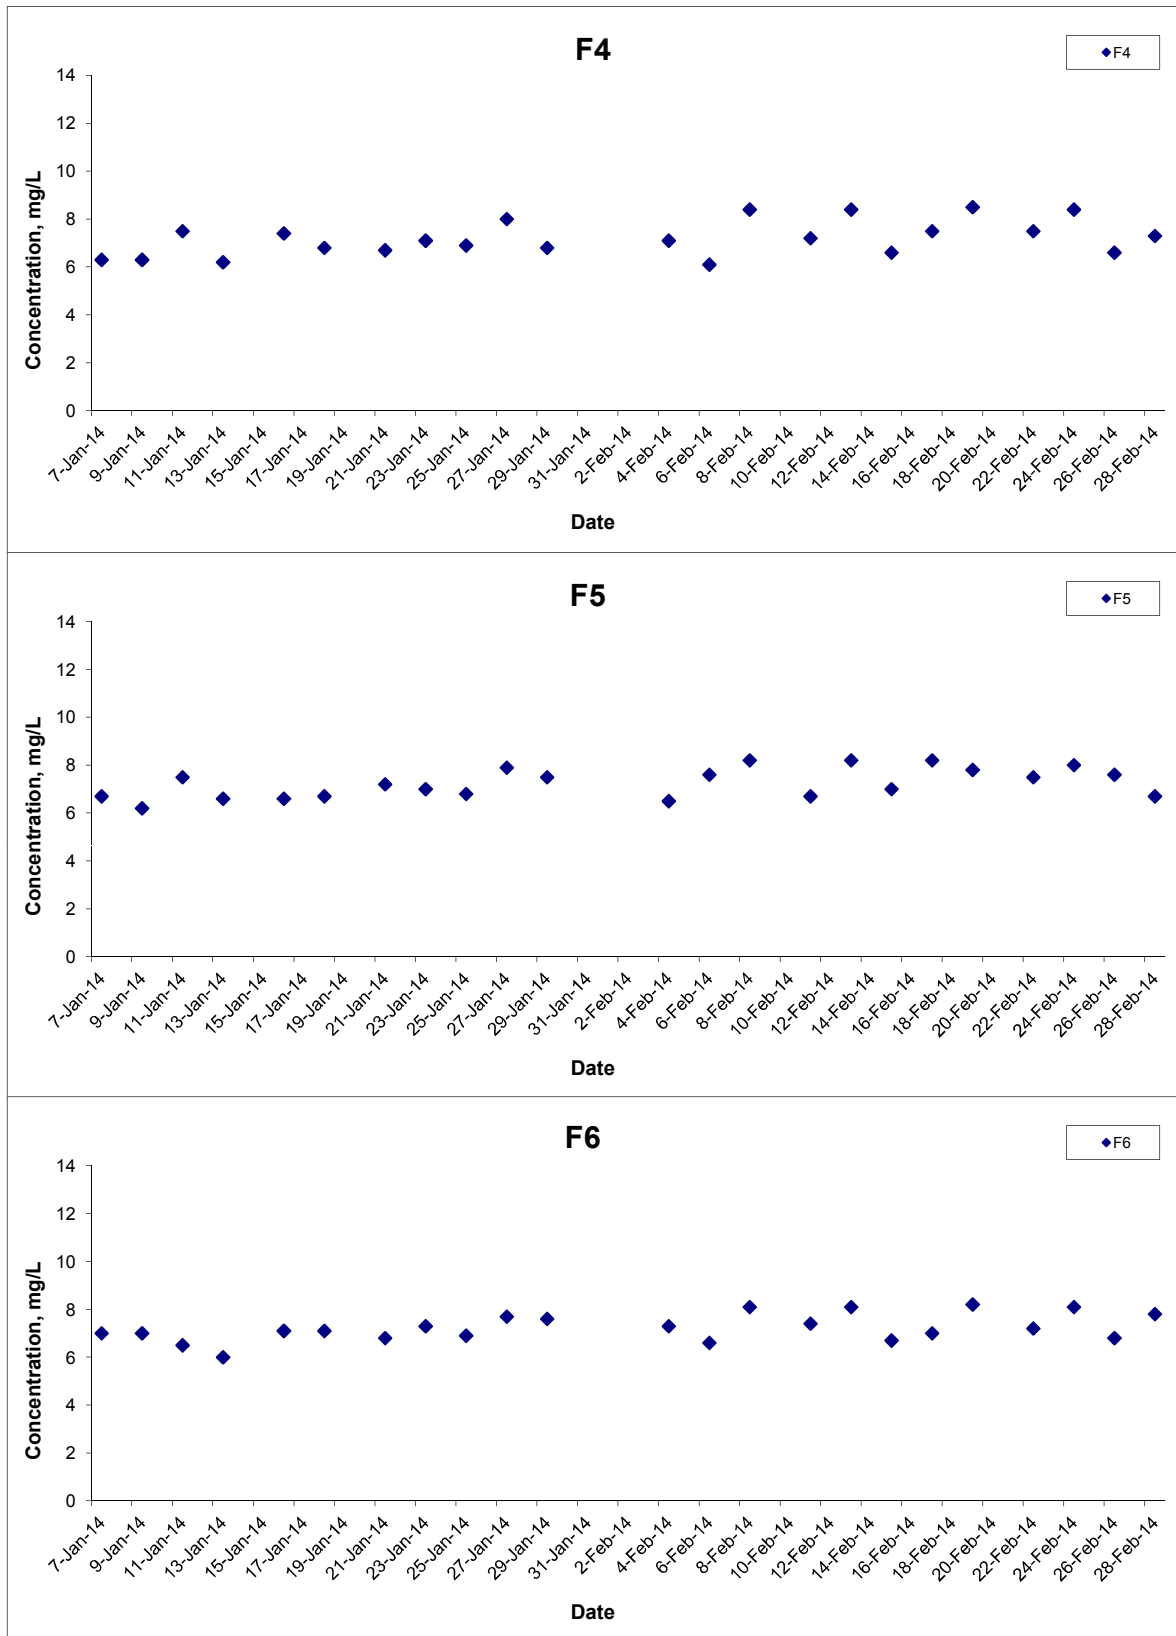 F4
F4
14
12
10
8
6
4
2
0
Concentration, mg/L
7-Jan-14
9-Jan-14
11-Jan-14
13-Jan-14
15-Jan-14
17-Jan-14
19-Jan-14
21-Jan-14
23-Jan-14
25-Jan-14
27-Jan-14
29-Jan-14
31-Jan-14
2-Feb-14
4-Feb-14
6-Feb-14
8-Feb-14
10-Feb-14
12-Feb-14
14-Feb-14
16-Feb-14
18-Feb-14
20-Feb-14
22-Feb-14
24-Feb-14
26-Feb-14
28-Feb-14
Date
F5
F5
14
12
10
8
6
4
2
0
Concentration, mg/L
7-Jan-14
9-Jan-14
11-Jan-14
13-Jan-14
15-Jan-14
17-Jan-14
19-Jan-14
21-Jan-14
23-Jan-14
25-Jan-14
27-Jan-14
29-Jan-14
31-Jan-14
2-Feb-14
4-Feb-14
6-Feb-14
8-Feb-14
10-Feb-14
12-Feb-14
14-Feb-14
16-Feb-14
18-Feb-14
20-Feb-14
22-Feb-14
24-Feb-14
26-Feb-14
28-Feb-14
Date
F6
F6
14
12
10
8
6
4
2
0
Concentration, mg/L
7-Jan-14
9-Jan-14
11-Jan-14
13-Jan-14
15-Jan-14
17-Jan-14
19-Jan-14
21-Jan-14
23-Jan-14
25-Jan-14
27-Jan-14
29-Jan-14
31-Jan-14
2-Feb-14
4-Feb-14
6-Feb-14
8-Feb-14
10-Feb-14
12-Feb-14
14-Feb-14
16-Feb-14
18-Feb-14
20-Feb-14
22-Feb-14
24-Feb-14
26-Feb-14
28-Feb-14
Date